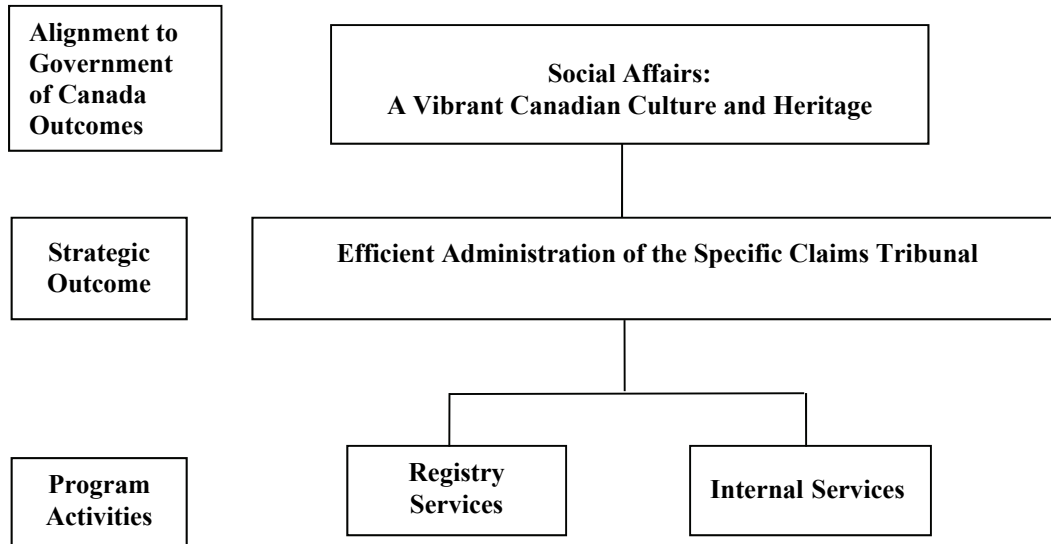 Alignment to
Government
of Canada
Outcomes
Social Affairs:
A Vibrant Canadian Culture and Heritage
Strategic
Outcome
Efficient Administration of the Specific Claims Tribunal
Program
Activities
Registry
Services
Internal Services